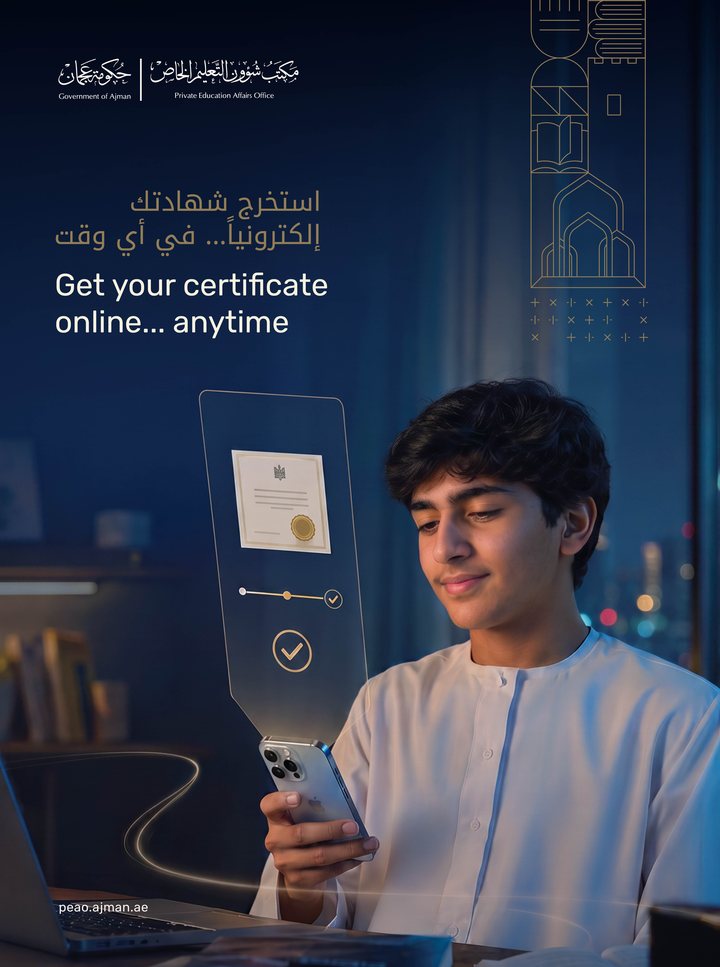 حكومة عجمان
Government of Ajman
مكتب شؤون التعليم الخاص
Private Education Affairs Office
استخرج شهادتك
إلكترونياً... في أي وقت
Get your certificate
online... anytime
peao.ajman.ae